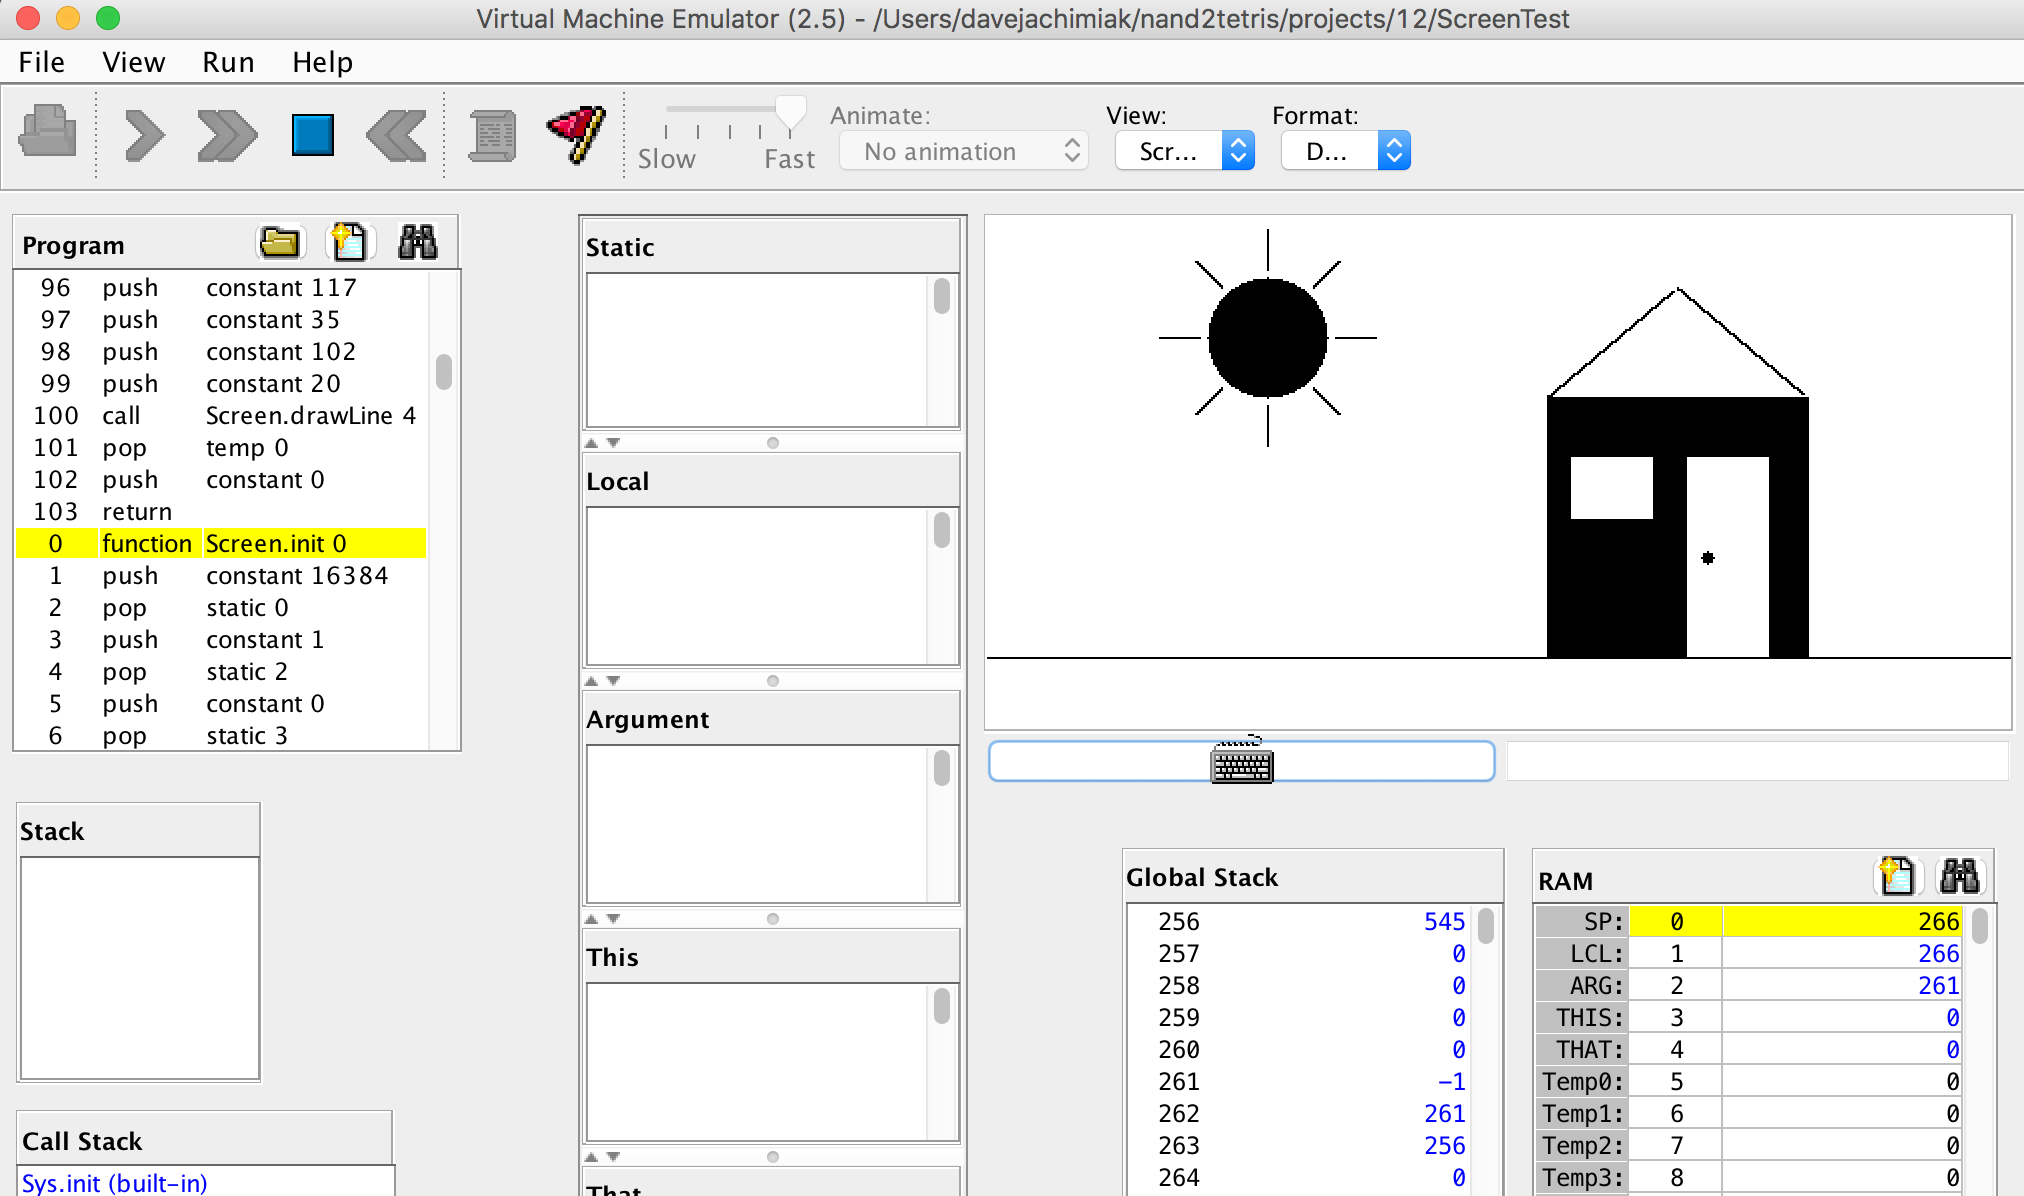 Virtual Machine Emulator (2.5) - /Users/davejachimiak/nand2tetris/projects/12/ScreenTest
File View Run Help
Slow Fast
Animate:
No animation
View:
Scr...
Format:
D...
Program
96 push constant 117
97 push constant 35
98 push constant 102
99 push constant 20
100 call Screen.drawLine 4
101 pop temp 0
102 push constant 0
103 return
0 function Screen.init 0
1 push constant 16384
2 pop static 0
3 push constant 1
4 pop static 2
5 push constant 0
6 pop static 3
Stack
Call Stack
Sys.init (built-in)
Static
Local
Argument
This
That
Global Stack
256 545
257 0
258 0
259 0
260 0
261 -1
262 261
263 256
264 0
RAM
SP: 0 266
LCL: 1 266
ARG: 2 261
THIS: 3 0
THAT: 4 0
Temp0: 5 0
Temp1: 6 0
Temp2: 7 0
Temp3: 8 0